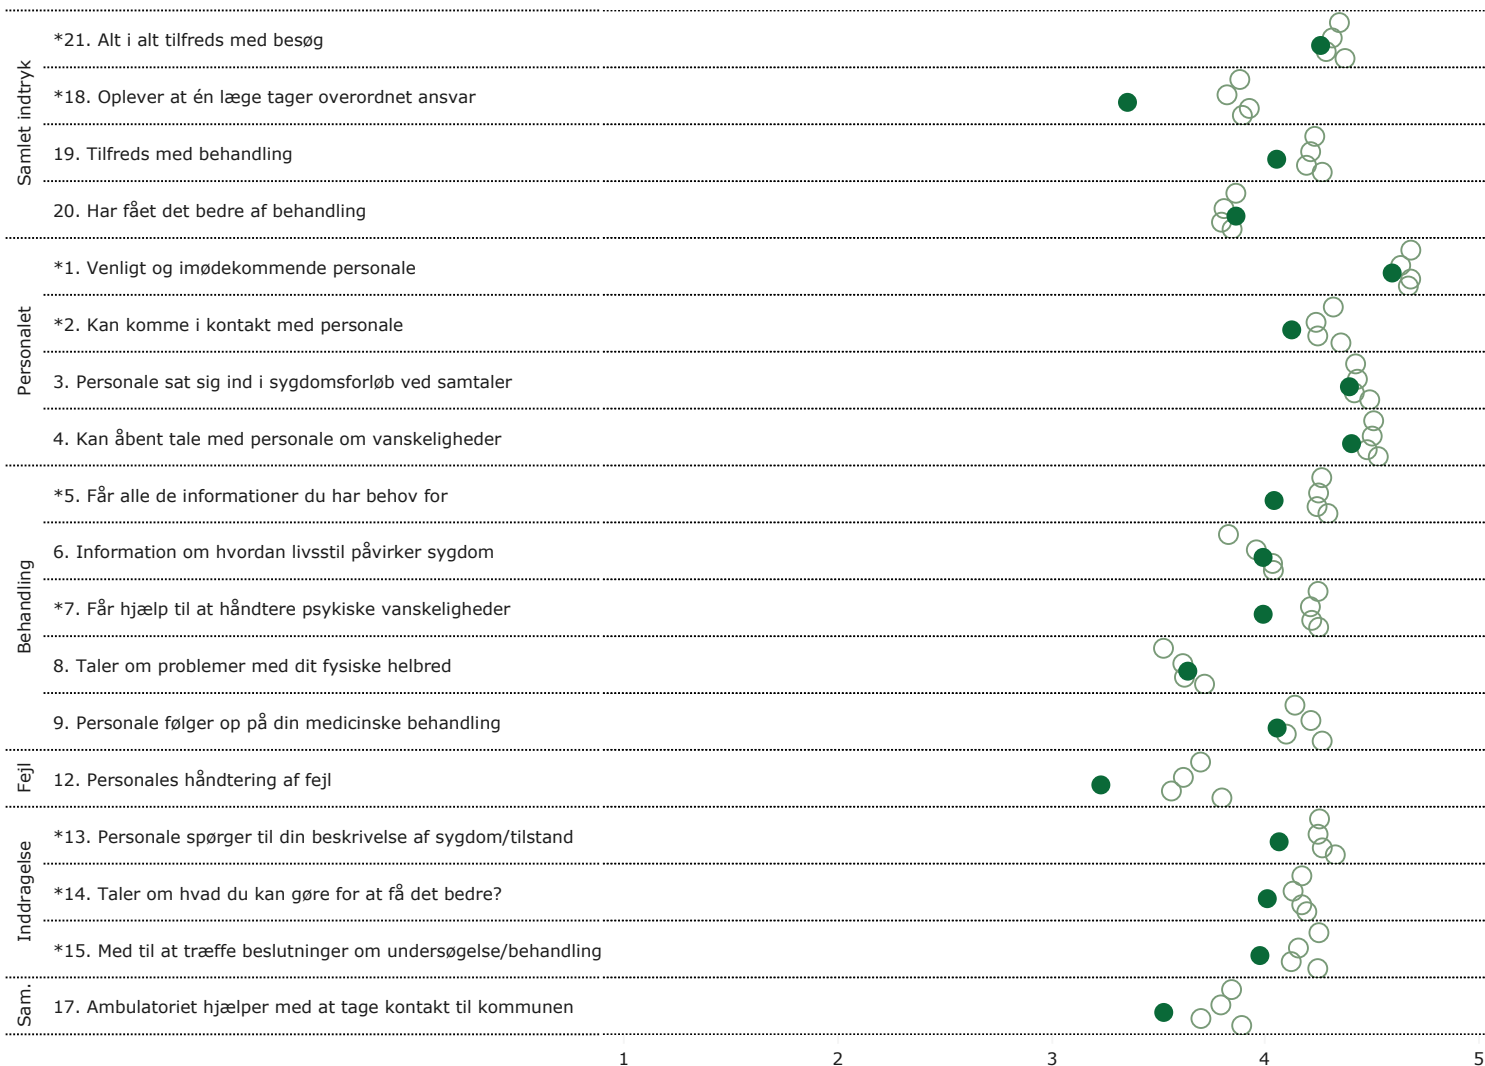 Samlet indtryk
*21. Alt i alt tilfreds med besøg
*18. Oplever at én læge tager overordnet ansvar
19. Tilfreds med behandling
20. Har fået det bedre af behandling
Personalet
*1. Venligt og imødekommende personale
*2. Kan komme i kontakt med personale
3. Personale sat sig ind i sygdomsforløb ved samtaler
4. Kan åbent tale med personale om vanskeligheder
Behandling
*5. Får alle de informationer du har behov for
6. Information om hvordan livsstil påvirker sygdom
*7. Får hjælp til at håndtere psykiske vanskeligheder
8. Taler om problemer med dit fysiske helbred
9. Personale følger op på din medicinske behandling
Fejl
12. Personales håndtering af fejl
Inddragelse
*13. Personale spørger til din beskrivelse af sygdom/tilstand
*14. Taler om hvad du kan gøre for at få det bedre?
*15. Med til at træffe beslutninger om undersøgelse/behandling
Sam.
17. Ambulatoriet hjælper med at tage kontakt til kommunen
1 2 3 4 5